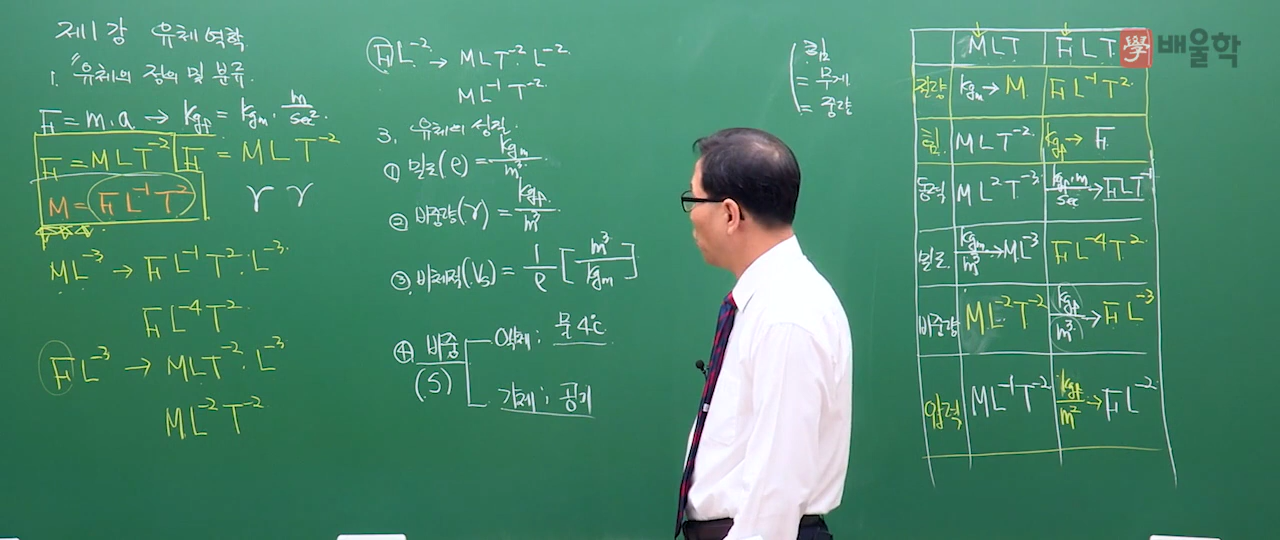 제1강 유체역학
1. 유체의 정의 및 분류.
F = m.a → kgf = kgm · m/sec².
F = MLT⁻² F = MLT⁻²
M = FL⁻¹T² γ γ
ML⁻³ → FL⁻¹T²·L⁻³.
FL⁻⁴T².
FL⁻³ → MLT⁻²·L⁻³
ML⁻²T⁻²
FL⁻² → MLT⁻²·L⁻².
ML⁻¹T⁻².
3. 유체의 성질.
① 밀도(ρ) = kgm/m³.
② 비중량(γ) = kgf/m³.
③ 비체적(Vs) = 1/ρ [m³/kgm]
④ 비중 액체: 물 4℃
(S) 기체: 공기
힘
= 무게
= 중량
MLT FLT
질량 kgm → M FL⁻¹T²
힘 MLT⁻² kgf → F
동력 ML²T⁻³ kgf·m/sec → FLT⁻¹
밀도 kgm/m³ → ML⁻³ FL⁻⁴T²
비중량 ML⁻²T⁻² kgf/m³ → FL⁻³
압력 ML⁻¹T⁻² kgf/m² → FL⁻²
學 배울학